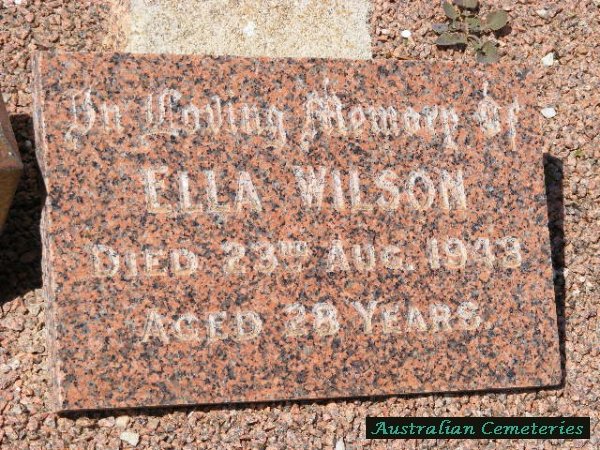 In Loving Memory of
ELLA WILSON
DIED 23RD AUG. 1943
AGED 28 YEARS.
Australian Cemeteries